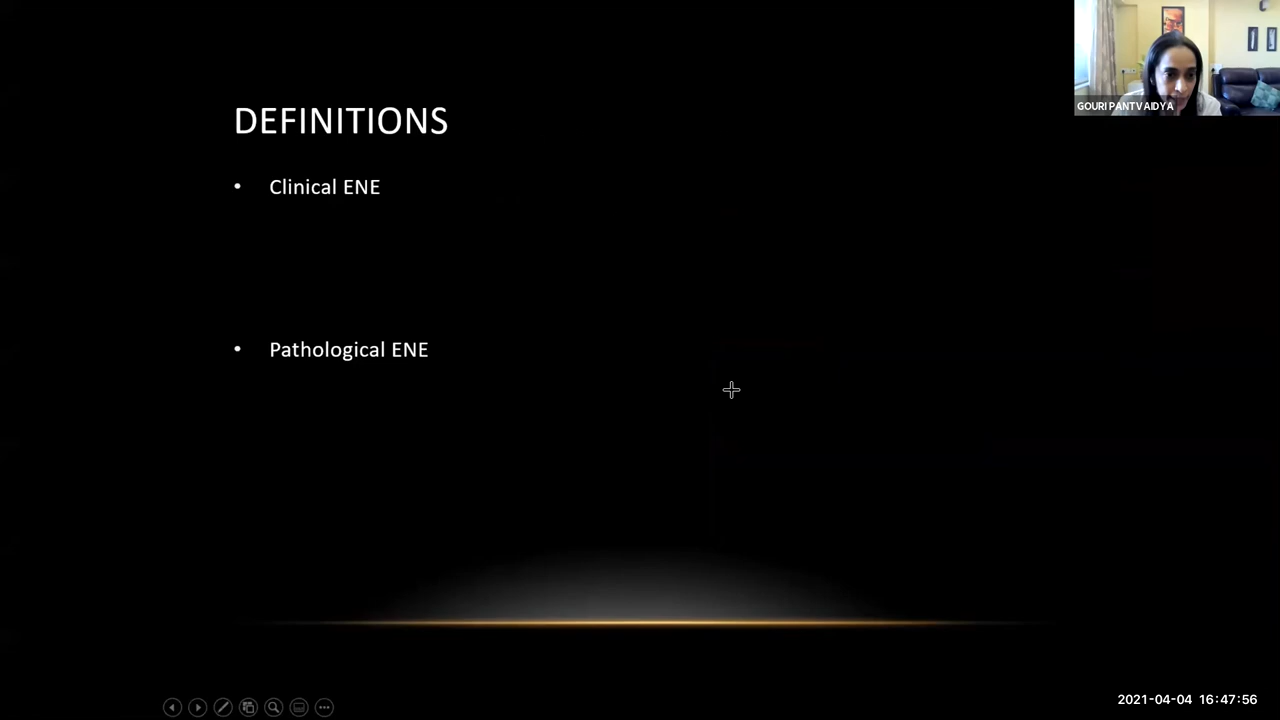 DEFINITIONS
• Clinical ENE
• Pathological ENE
GOURI PANTVAIDYA
2021-04-04 16:47:56